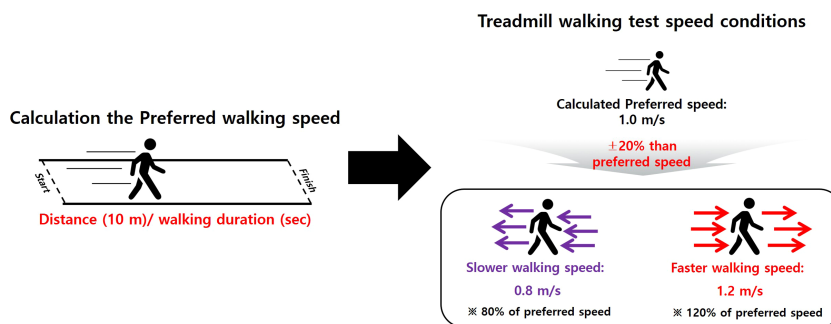 Calculation the Preferred walking speed
Start
Finish
Distance (10 m)/ walking duration (sec)
Treadmill walking test speed conditions
Calculated Preferred speed:
1.0 m/s
±20% than
preferred speed
Slower walking speed:
0.8 m/s
※ 80% of preferred speed
Faster walking speed:
1.2 m/s
※ 120% of preferred speed